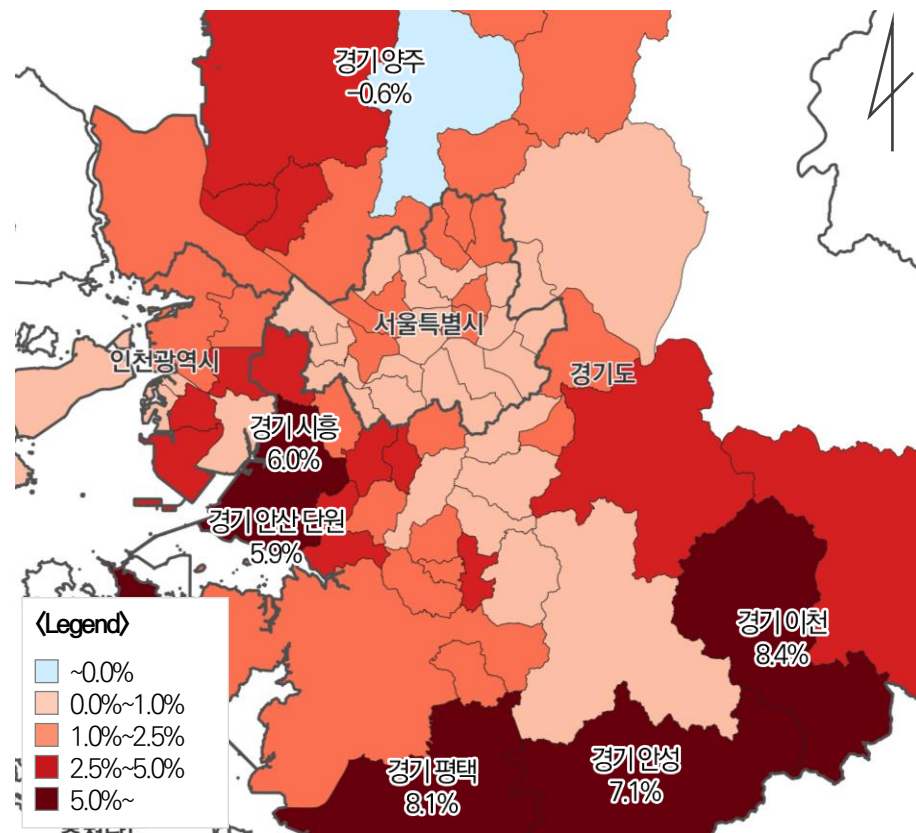 경기 양주
-0.6%
서울특별시
인천광역시
경기도
경기 시흥
6.0%
경기 안산 단원
5.9%
경기 이천
8.4%
경기 평택
8.1%
경기 안성
7.1%
〈Legend〉
~0.0%
0.0%~1.0%
1.0%~2.5%
2.5%~5.0%
5.0%~